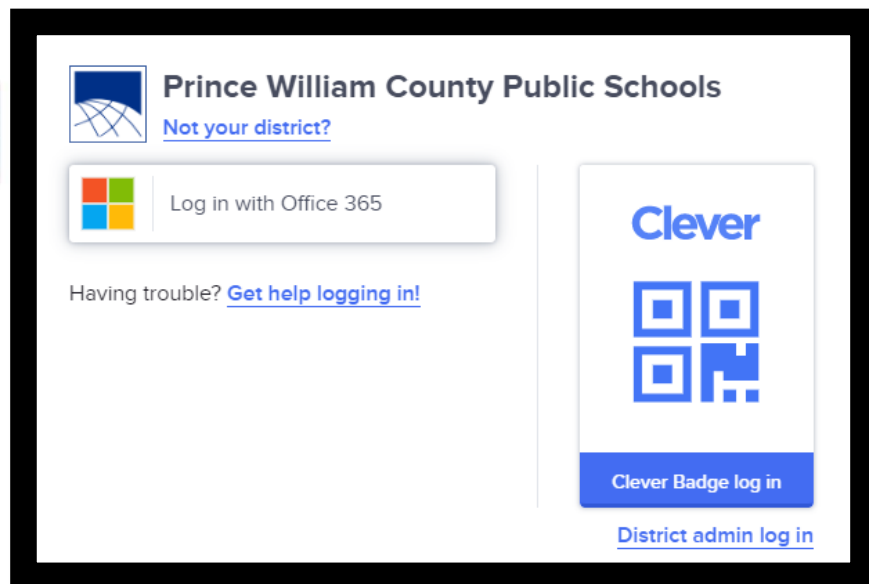 Prince William County Public Schools
Not your district?
Log in with Office 365
Having trouble? Get help logging in!
Clever
Clever Badge log in
District admin log in